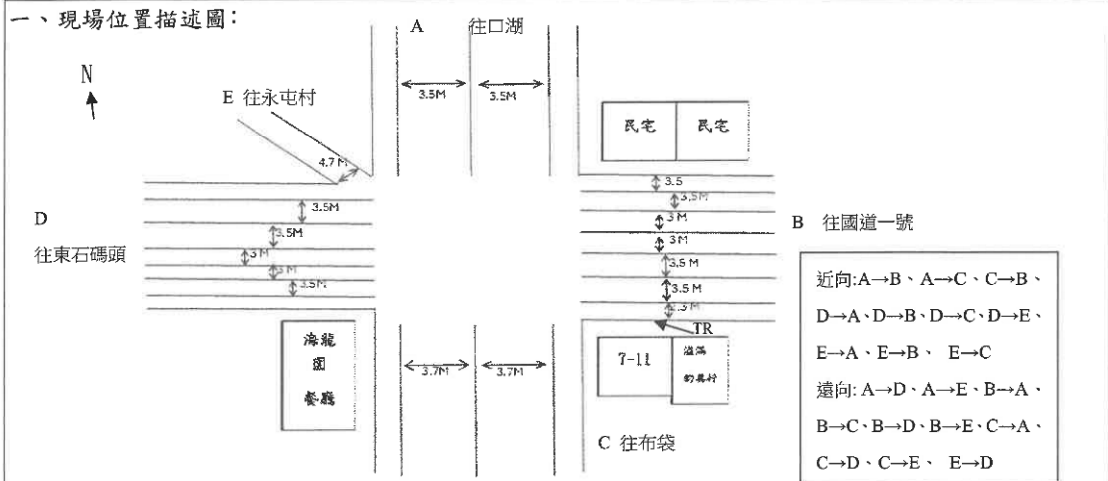 一、現場位置描述圖：
A 往口湖
N
3.5M 3.5M
E 往永屯村
民宅 民宅
4.7M
3.5
3.5M
3.5M
D
3M
B 往國道一號
3.5M
3M
往東石碼頭
3M
3.5M
3M
3.5M
3.5M
TR
海龍
園
餐廳
7-11
釣具行
3.7M 3.7M
C 往布袋
近向:A→B、A→C、C→B、
D→A、D→B、D→C、D→E、
E→A、E→B、 E→C
遠向: A→D、A→E、B→A、
B→C、B→D、B→E、C→A、
C→D、C→E、 E→D